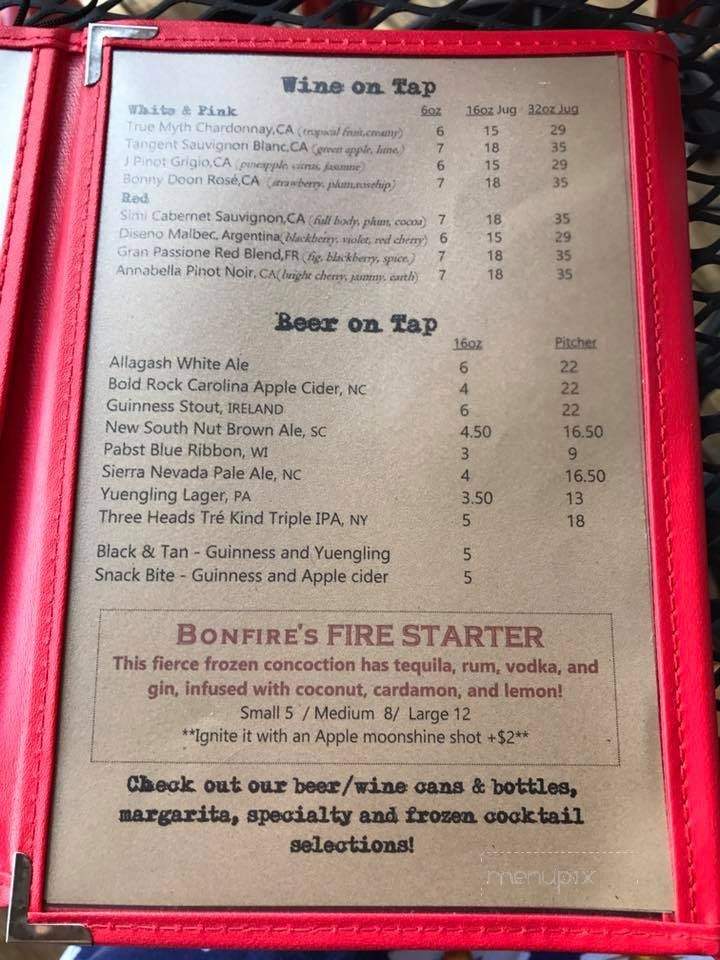 Wine on Tap
White & Pink 6oz 16oz Jug 32oz Jug
True Myth Chardonnay,CA (tropical fruit,creamy) 6 15 29
Tangent Sauvignon Blanc,CA (green apple, lime,) 7 18 35
J Pinot Grigio,CA (pineapple, citrus, jasmine) 6 15 29
Bonny Doon Rosé,CA (strawberry, plum,rosehip) 7 18 35
Red
Simi Cabernet Sauvignon,CA (full body, plum, cocoa) 7 18 35
Diseno Malbec, Argentina(blackberry, violet, red cherry) 6 15 29
Gran Passione Red Blend,FR (fig, blackberry, spice,) 7 18 35
Annabella Pinot Noir, CA(bright cherry, jammy, earth) 7 18 35
Beer on Tap
16oz Pitcher
Allagash White Ale 6 22
Bold Rock Carolina Apple Cider, NC 4 22
Guinness Stout, IRELAND 6 22
New South Nut Brown Ale, SC 4.50 16.50
Pabst Blue Ribbon, WI 3 9
Sierra Nevada Pale Ale, NC 4 16.50
Yuengling Lager, PA 3.50 13
Three Heads Tré Kind Triple IPA, NY 5 18
Black & Tan - Guinness and Yuengling 5
Snack Bite - Guinness and Apple cider 5
BONFIRE'S FIRE STARTER
This fierce frozen concoction has tequila, rum, vodka, and
gin, infused with coconut, cardamon, and lemon!
Small 5 / Medium 8/ Large 12
**Ignite it with an Apple moonshine shot +$2**
Check out our beer/wine cans & bottles,
margarita, specialty and frozen cocktail
selections!
menupix